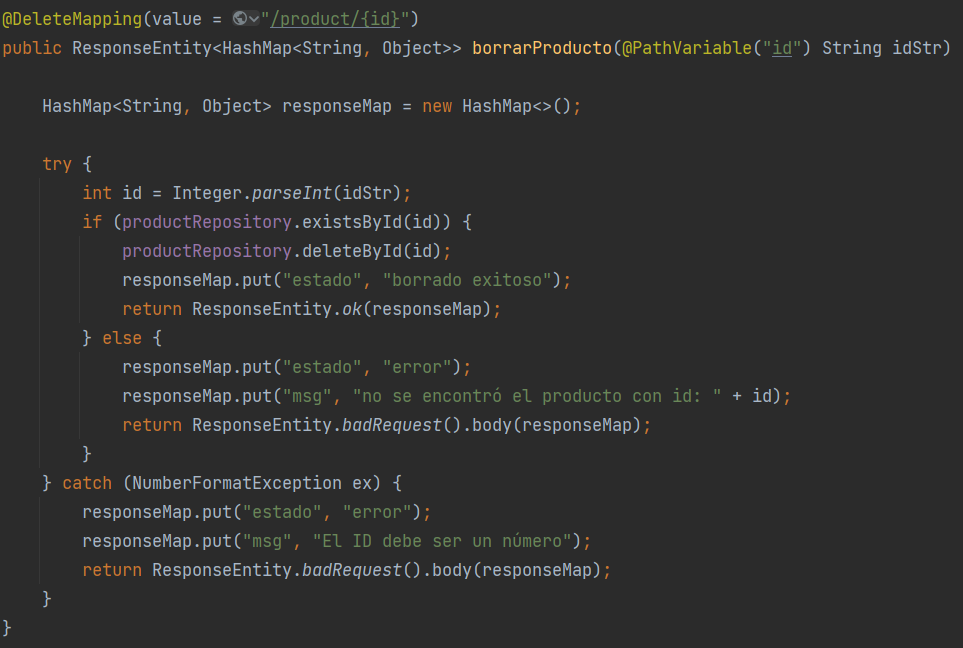 @DeleteMapping(value = "/product/{id}")
public ResponseEntity<HashMap<String, Object>> borrarProducto(@PathVariable("id") String idStr)
HashMap<String, Object> responseMap = new HashMap<>();
try {
int id = Integer.parseInt(idStr);
if (productRepository.existsById(id)) {
productRepository.deleteById(id);
responseMap.put("estado", "borrado exitoso");
return ResponseEntity.ok(responseMap);
} else {
responseMap.put("estado", "error");
responseMap.put("msg", "no se encontró el producto con id: " + id);
return ResponseEntity.badRequest().body(responseMap);
}
} catch (NumberFormatException ex) {
responseMap.put("estado", "error");
responseMap.put("msg", "El ID debe ser un número");
return ResponseEntity.badRequest().body(responseMap);
}
}